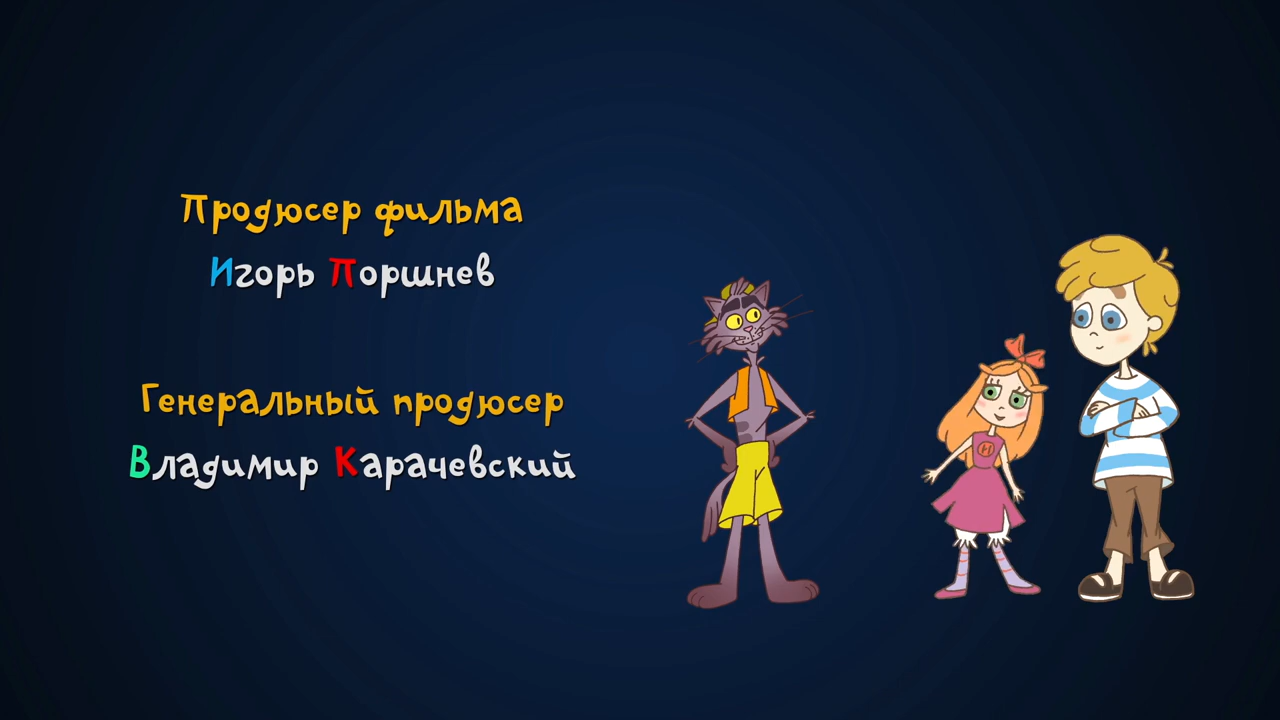 Продюсер фильма
Игорь Поршнев
Генеральный продюсер
Владимир Карачевский